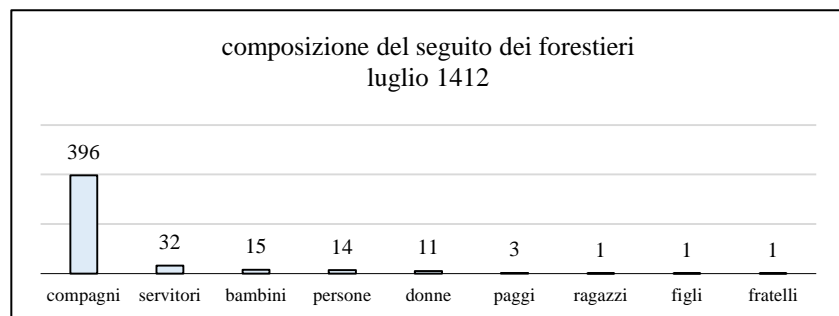 composizione del seguito dei forestieri
luglio 1412
396
32
15
14
11
3
1
1
1
compagni
servitori
bambini
persone
donne
paggi
ragazzi
figli
fratelli